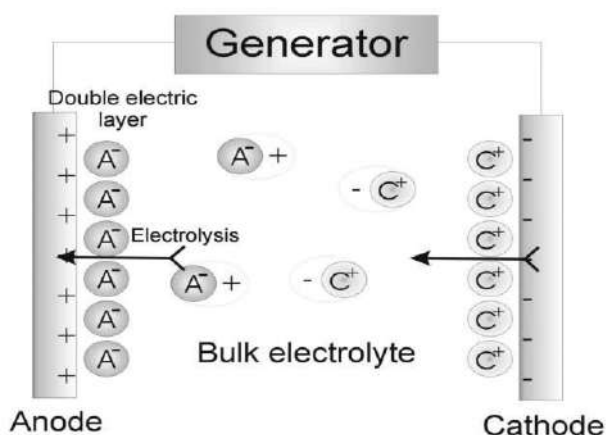 Generator
Double electric
layer
+ + + + + +
A⁻ A⁻ A⁻ A⁻ A⁻ A⁻
A⁻ +
- C⁺
Electrolysis
A⁻ +
- C⁺
C⁺ C⁺ C⁺ C⁺ C⁺ C⁺
- - - - - -
Bulk electrolyte
Anode
Cathode